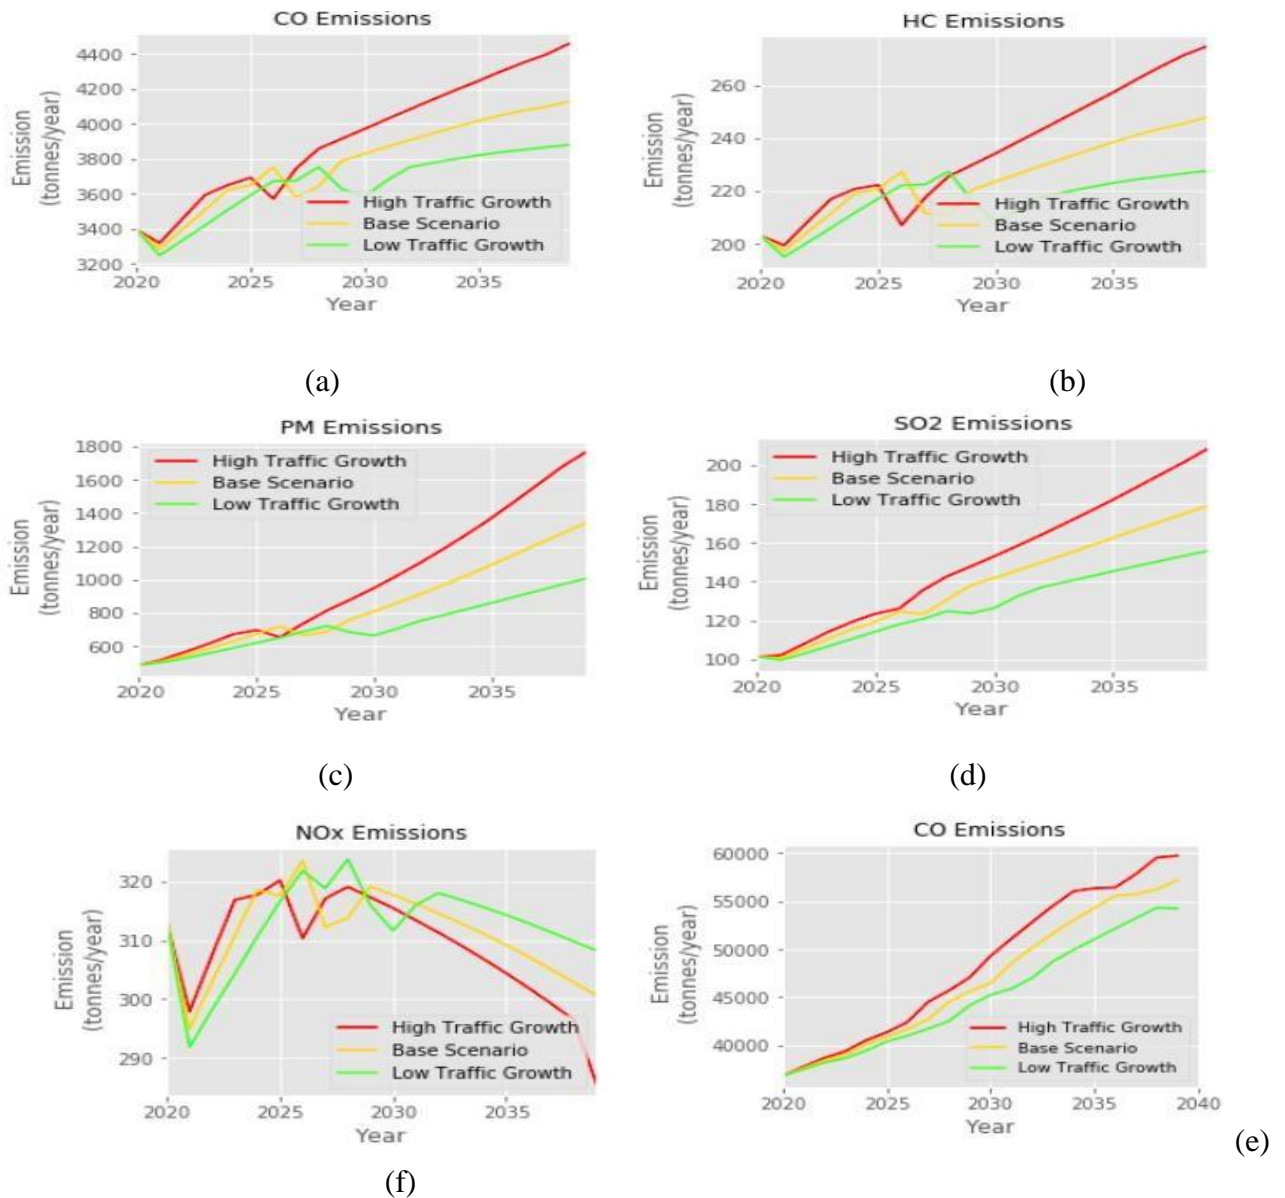 CO Emissions
4400
4200
4000
3800
3600
3400
3200
Emission
(tonnes/year)
High Traffic Growth
Base Scenario
Low Traffic Growth
2020 2025 2030 2035
Year
(a)
HC Emissions
260
240
220
200
Emission
(tonnes/year)
High Traffic Growth
Base Scenario
Low Traffic Growth
2020 2025 2030 2035
Year
(b)
PM Emissions
1800
1600
1400
1200
1000
800
600
Emission
(tonnes/year)
High Traffic Growth
Base Scenario
Low Traffic Growth
2020 2025 2030 2035
Year
(c)
SO2 Emissions
200
180
160
140
120
100
Emission
(tonnes/year)
High Traffic Growth
Base Scenario
Low Traffic Growth
2020 2025 2030 2035
Year
(d)
NOx Emissions
320
310
300
290
Emission
(tonnes/year)
High Traffic Growth
Base Scenario
Low Traffic Growth
2020 2025 2030 2035
Year
(f)
CO Emissions
60000
55000
50000
45000
40000
Emission
(tonnes/year)
High Traffic Growth
Base Scenario
Low Traffic Growth
2020 2025 2030 2035 2040
Year
(e)